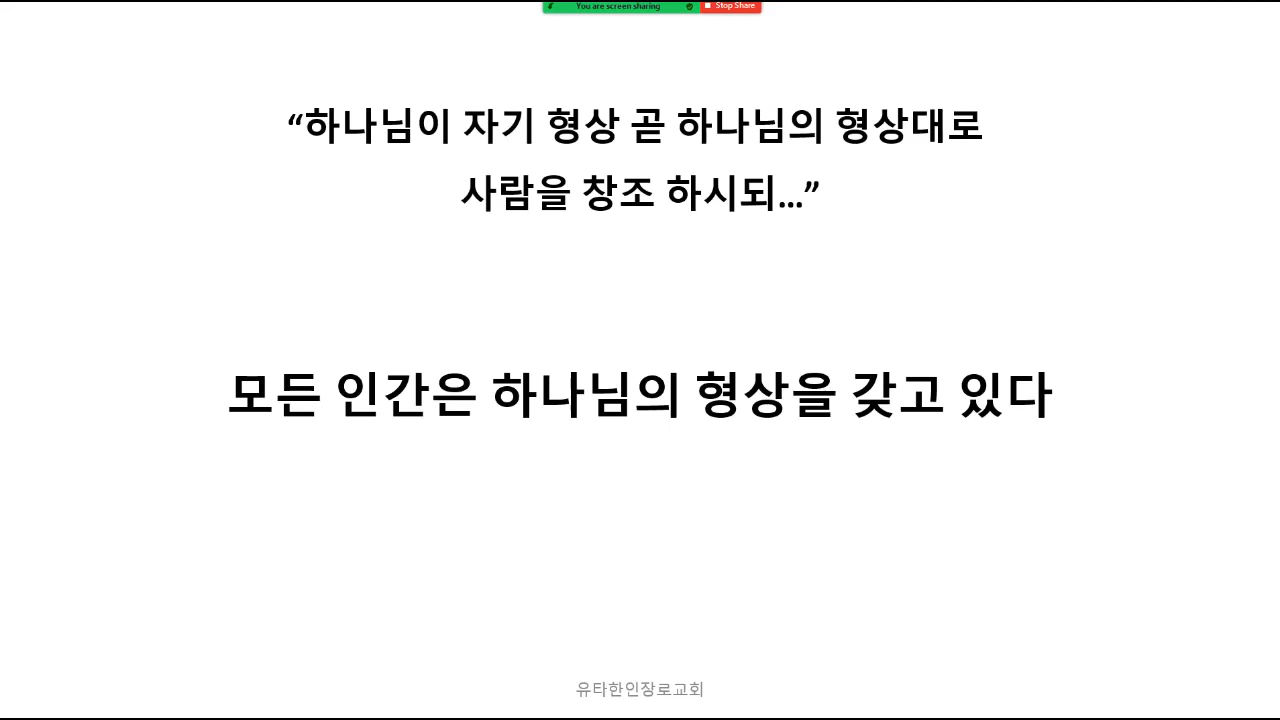 You are screen sharing
Stop Share
“하나님이 자기 형상 곧 하나님의 형상대로
사람을 창조 하시되...”
모든 인간은 하나님의 형상을 갖고 있다
유타한인장로교회